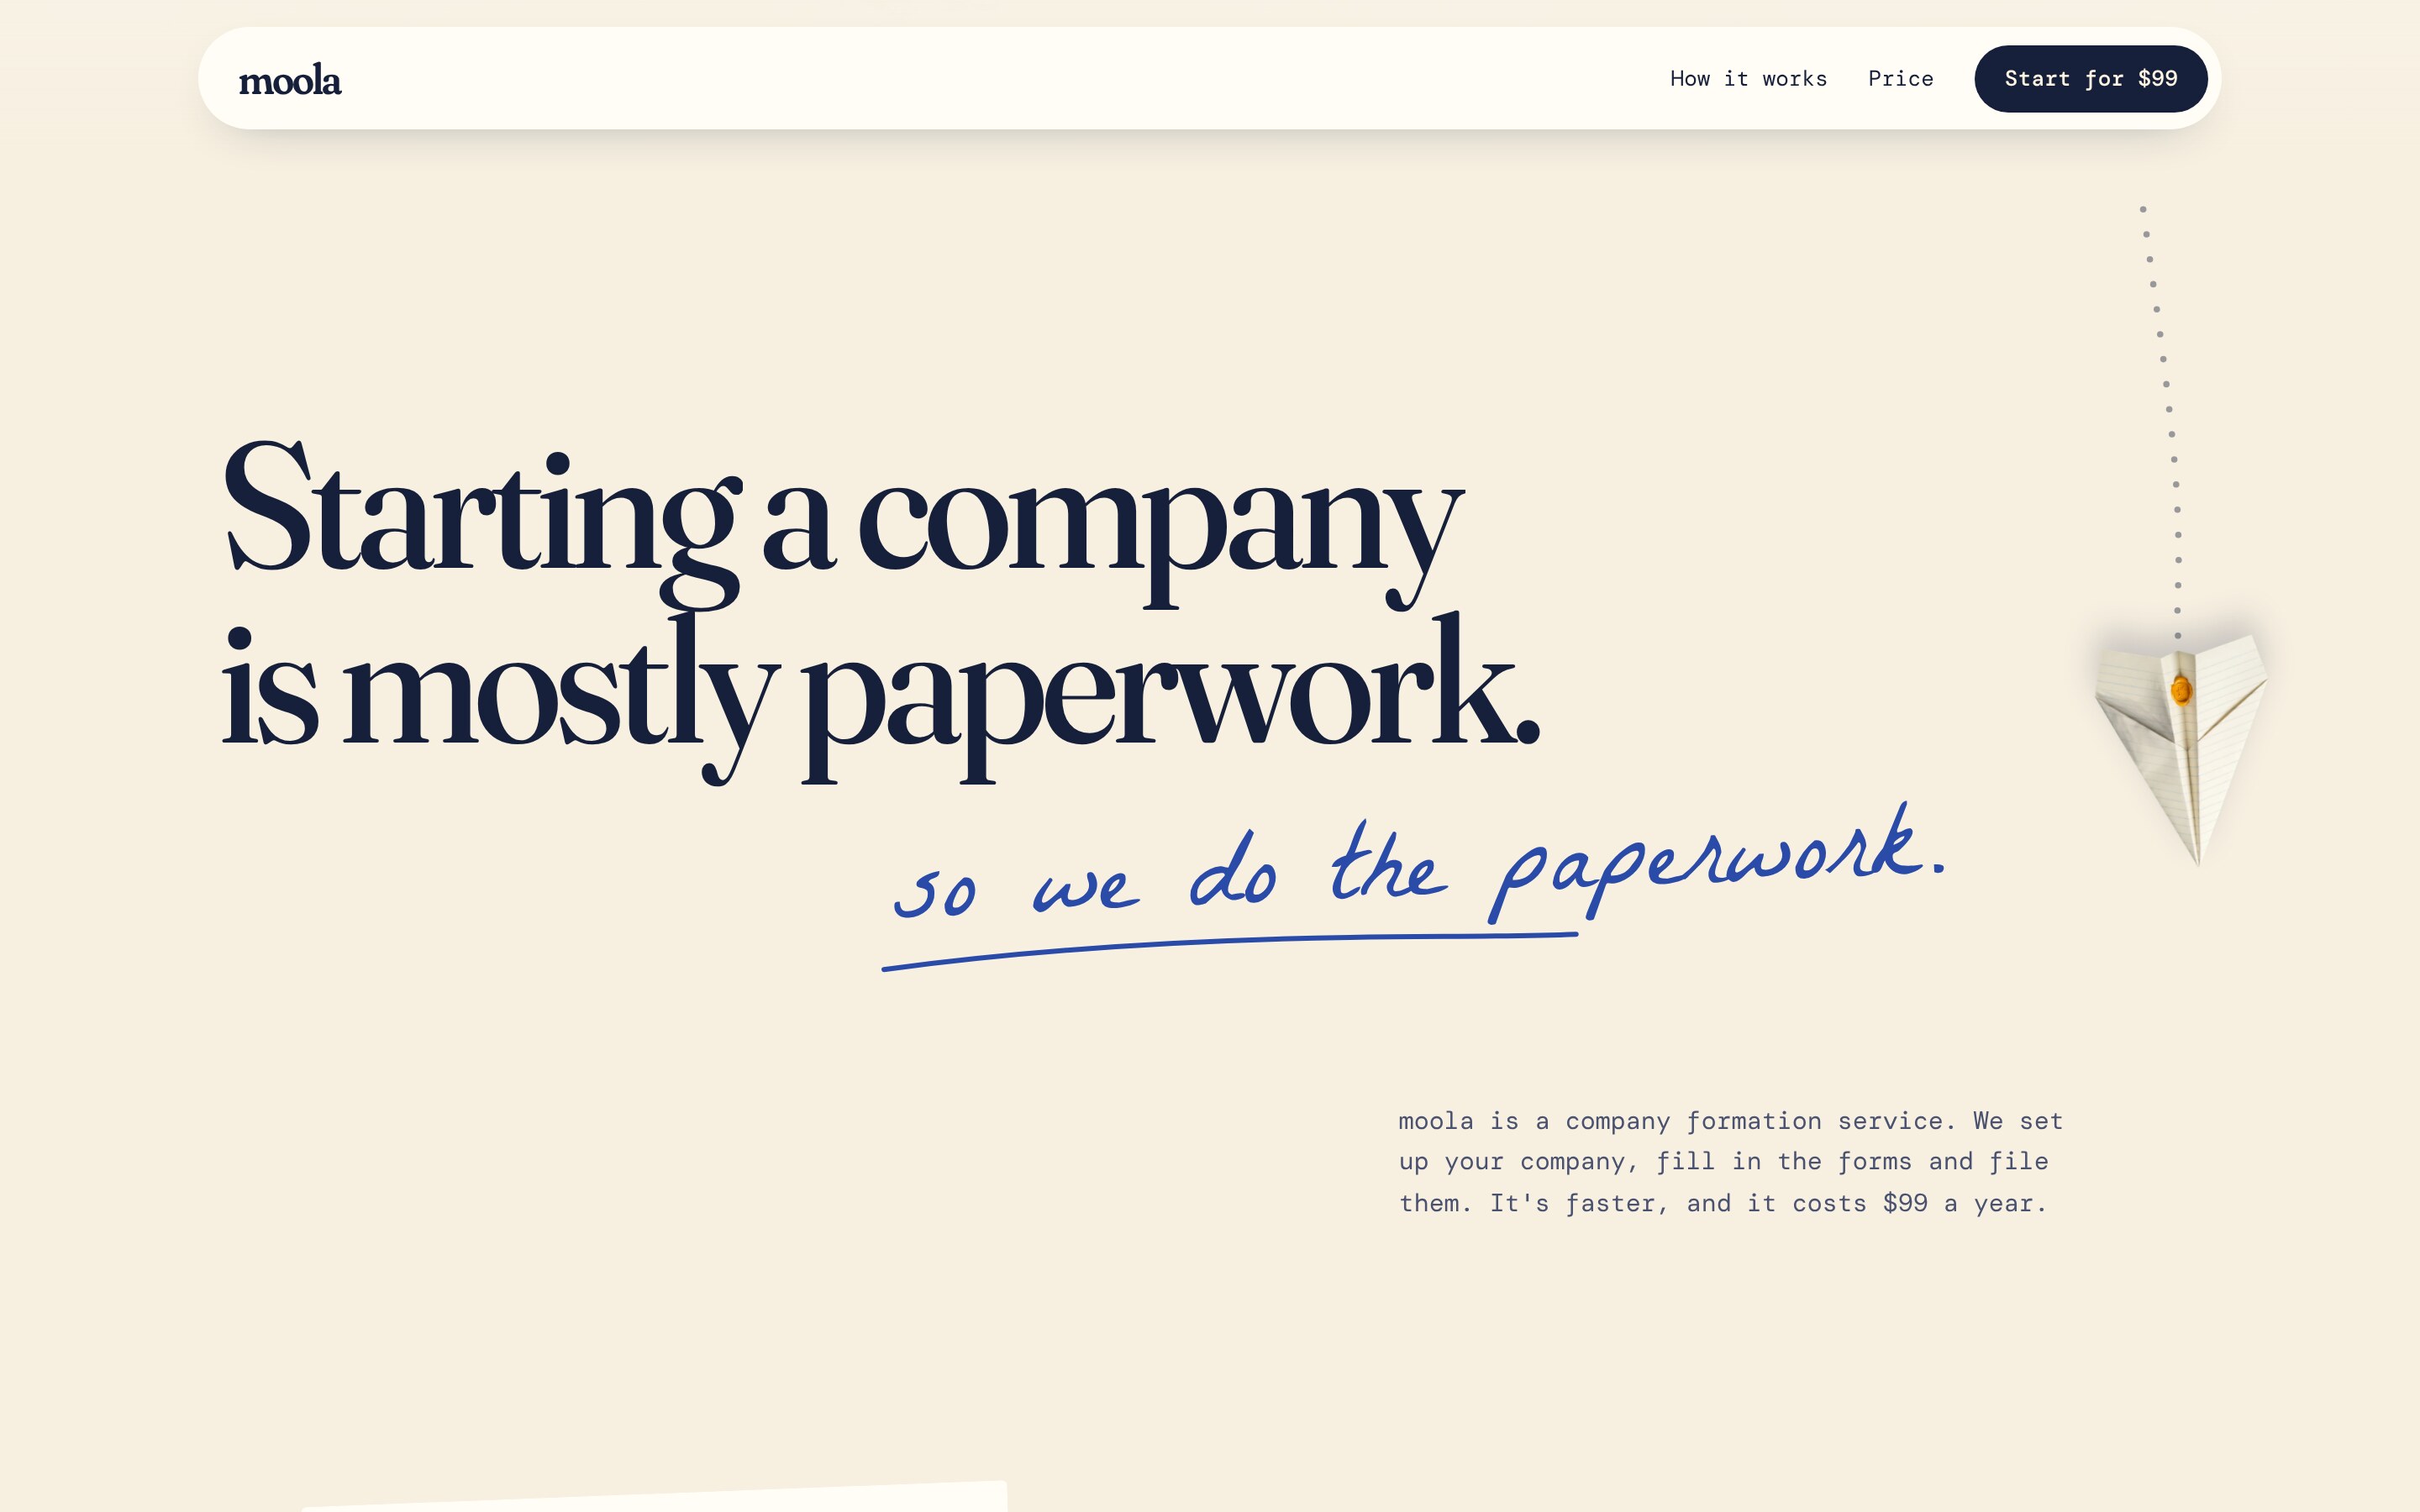 moola
How it works
Price
Start for $99
Starting a company
is mostly paperwork.
so we do the paperwork.
moola is a company formation service. We set
up your company, fill in the forms and file
them. It's faster, and it costs $99 a year.